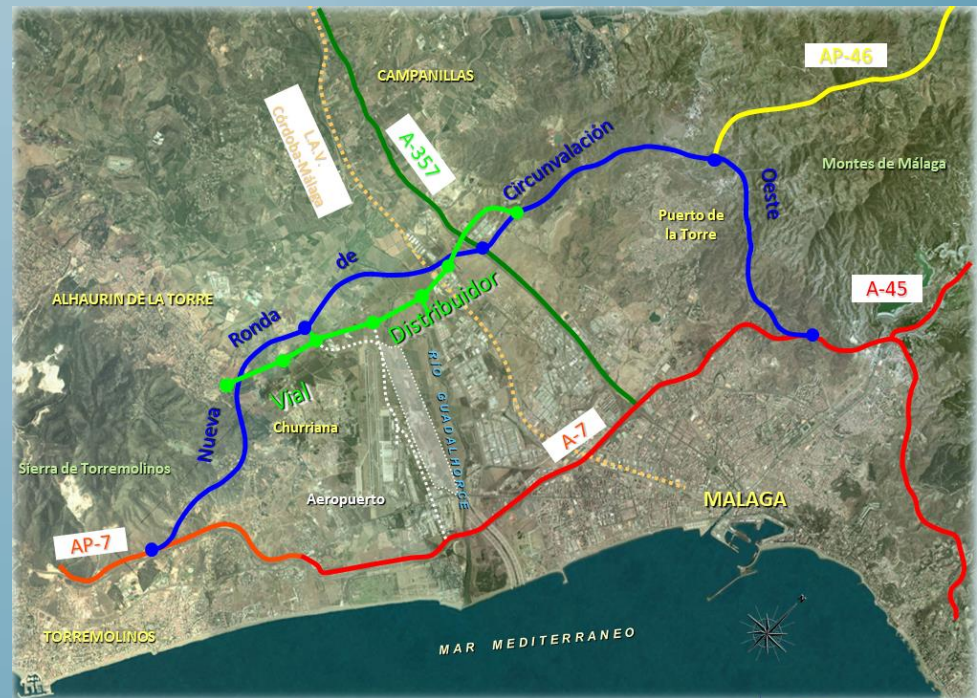 CAMPANILLAS
AP-46
L.A.V.
Córdoba-Málaga
A-357
Montes de Málaga
Puerto de
la Torre
Nueva Ronda de Circunvalación Oeste
ALHAURIN DE LA TORRE
A-45
Vial Distribuidor
RÍO GUADALHORCE
Churriana
A-7
Sierra de Torremolinos
Aeropuerto
MALAGA
AP-7
TORREMOLINOS
MAR MEDITERRANEO